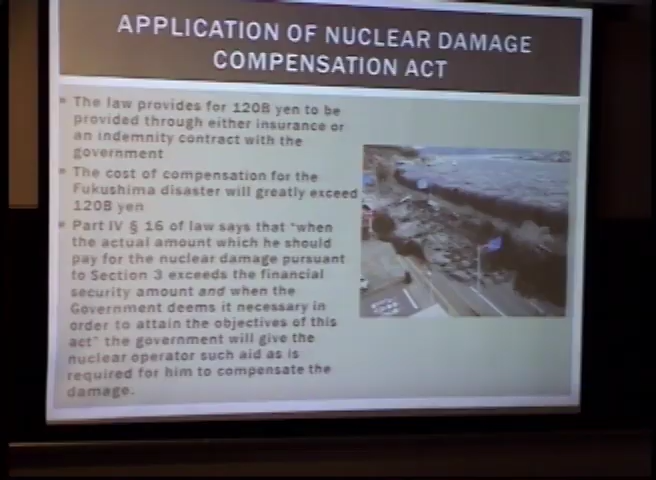 APPLICATION OF NUCLEAR DAMAGE
COMPENSATION ACT
The law provides for 120B yen to be
provided through either insurance or
an indemnity contract with the
government
The cost of compensation for the
Fukushima disaster will greatly exceed
120B yen
Part IV § 16 of law says that "when
the actual amount which he should
pay for the nuclear damage pursuant
to Section 3 exceeds the financial
security amount and when the
Government deems it necessary in
order to attain the objectives of this
act" the government will give the
nuclear operator such aid as is
required for him to compensate the
damage.